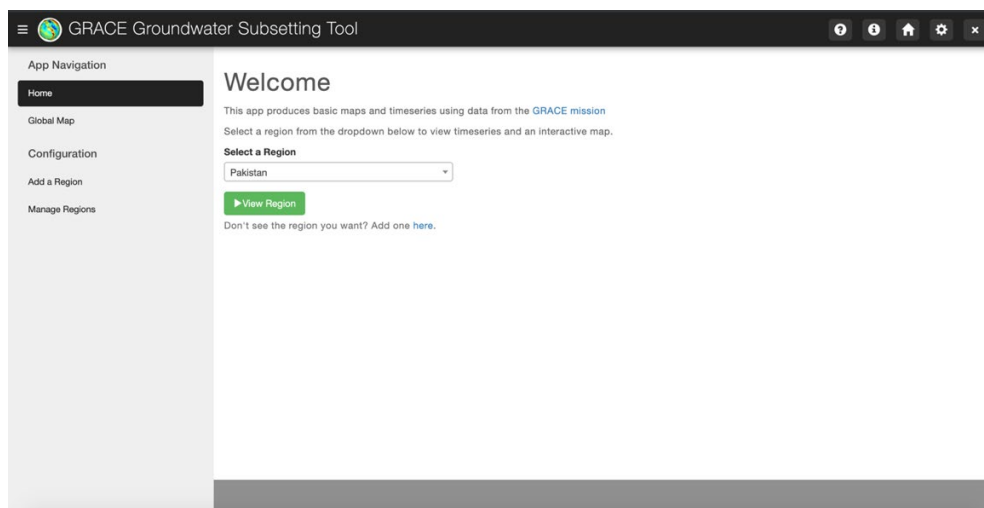 GRACE Groundwater Subsetting Tool
App Navigation
Home
Global Map
Configuration
Add a Region
Manage Regions
Welcome
This app produces basic maps and timeseries using data from the GRACE mission
Select a region from the dropdown below to view timeseries and an interactive map.
Select a Region
Pakistan
View Region
Don't see the region you want? Add one here.